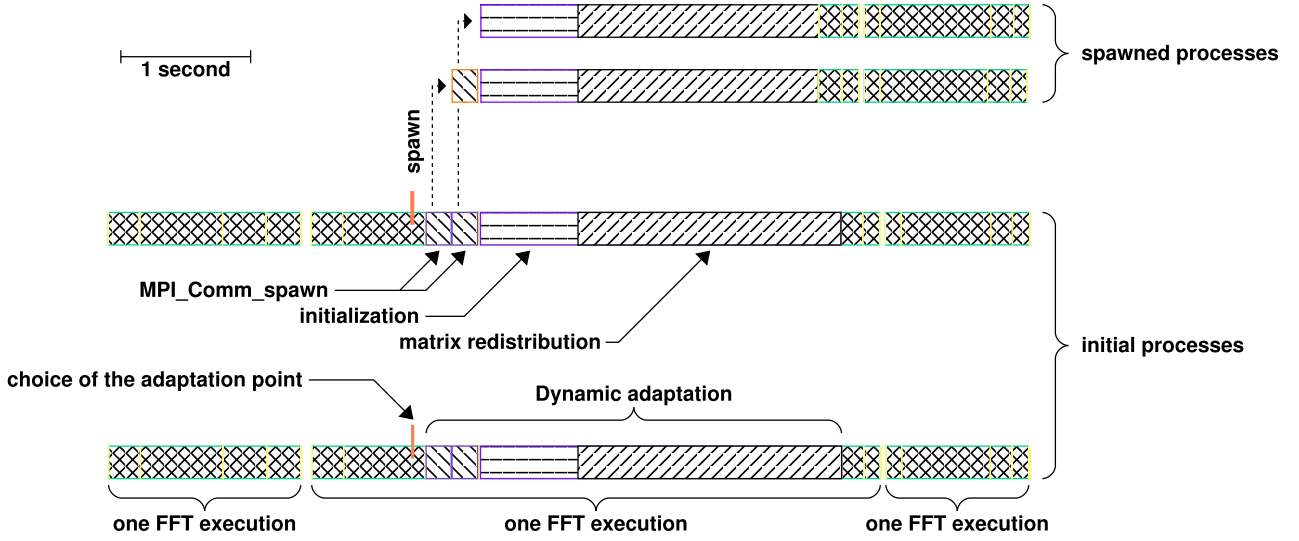 spawned processes
1 second
spawn
MPI_Comm_spawn
initialization
matrix redistribution
initial processes
choice of the adaptation point
Dynamic adaptation
one FFT execution
one FFT execution
one FFT execution